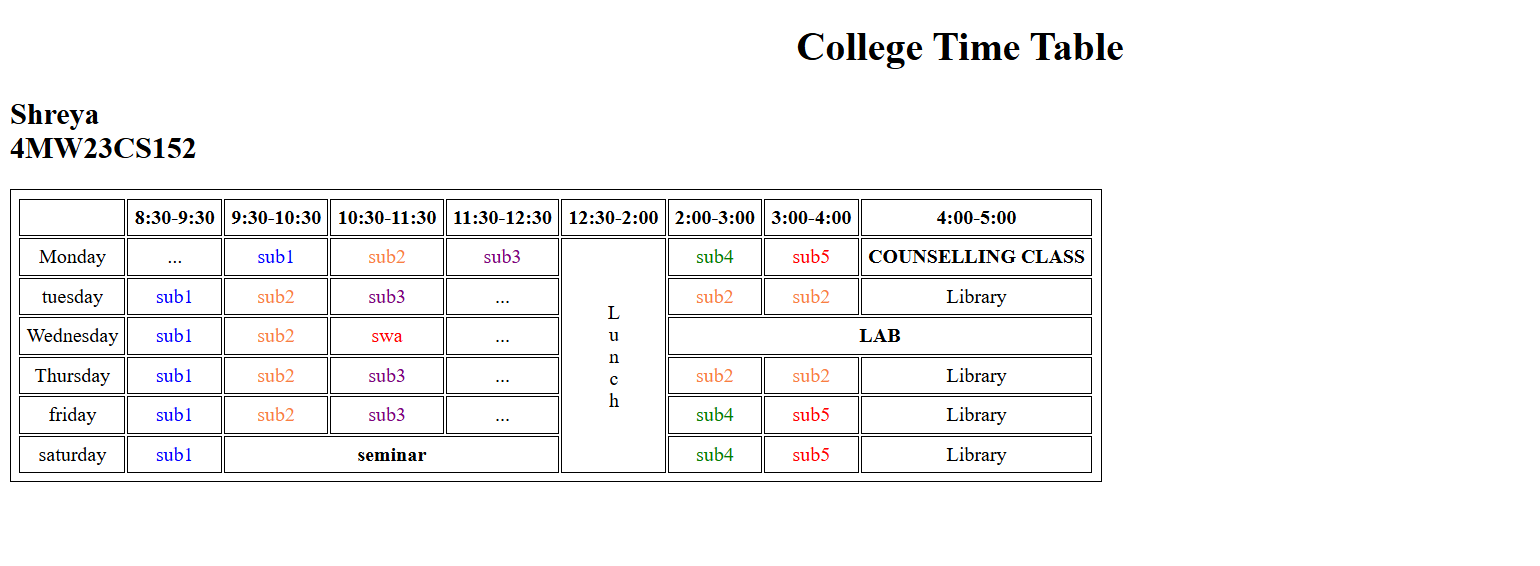 College Time Table
Shreya
4MW23CS152
8:30-9:30 9:30-10:30 10:30-11:30 11:30-12:30 12:30-2:00 2:00-3:00 3:00-4:00 4:00-5:00
Monday ... sub1 sub2 sub3 sub4 sub5 COUNSELLING CLASS
tuesday sub1 sub2 sub3 ... sub2 sub2 Library
L
u
n
c
h
Wednesday sub1 sub2 swa ... LAB
Thursday sub1 sub2 sub3 ... sub2 sub2 Library
friday sub1 sub2 sub3 ... sub4 sub5 Library
saturday sub1 seminar sub4 sub5 Library